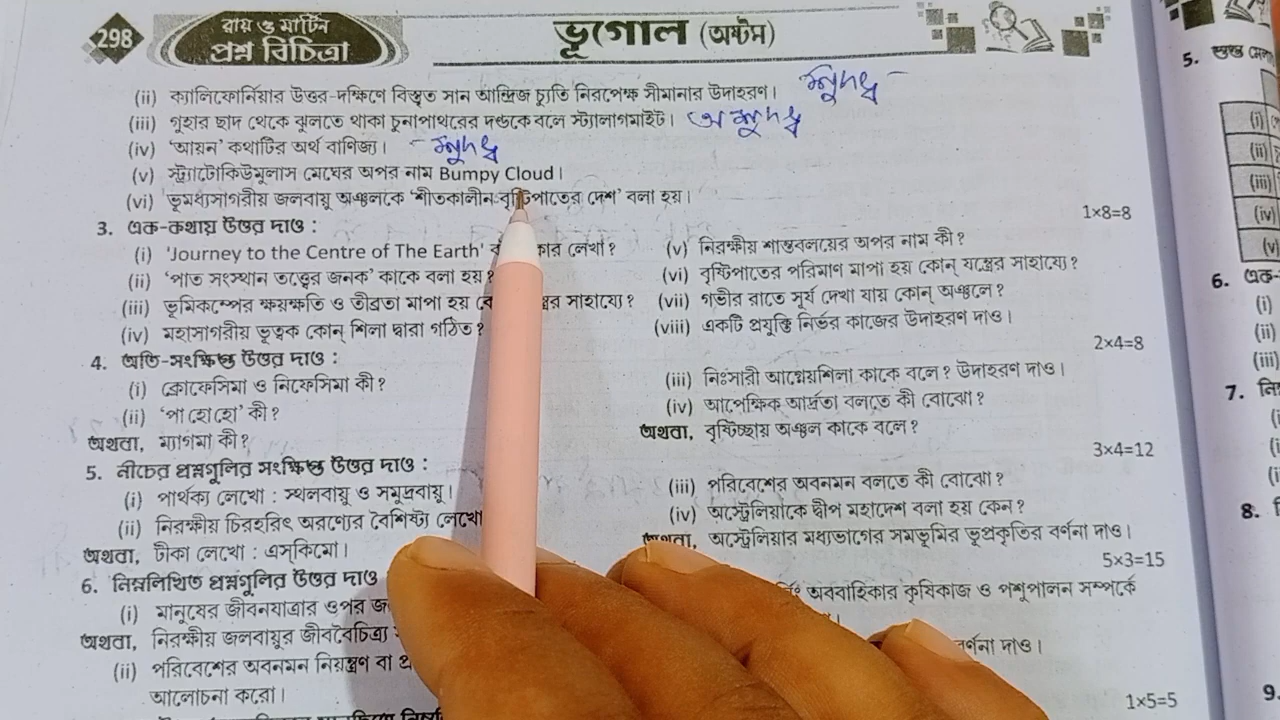 298 রায় ও মার্টিন প্রশ্ন বিচিত্রা ভূগোল (অষ্টম)
(ii) ক্যালিফোর্নিয়ার উত্তর-দক্ষিণে বিস্তৃত সান আন্দ্রিজ চ্যুতি নিরপেক্ষ সীমানার উদাহরণ। শুদ্ধ
(iii) গুহার ছাদ থেকে ঝুলতে থাকা চুনাপাথরের দণ্ডকে বলে স্ট্যালাগমাইট। অশুদ্ধ
(iv) ‘আয়ন’ কথাটির অর্থ বাণিজ্য। - শুদ্ধ
(v) স্ট্র্যাটোকিউমুলাস মেঘের অপর নাম Bumpy Cloud।
(vi) ভূমধ্যসাগরীয় জলবায়ু অঞ্চলকে ‘শীতকালীন বৃষ্টিপাতের দেশ’ বলা হয়।
3. এক-কথায় উত্তর দাও : 1×8=8
(i) 'Journey to the Centre of The Earth' কার লেখা?
(ii) ‘পাত সংস্থান তত্ত্বের জনক’ কাকে বলা হয়?
(iii) ভূমিকম্পের ক্ষয়ক্ষতি ও তীব্রতা মাপা হয় সাহায্যে?
(iv) মহাসাগরীয় ভূত্বক কোন্ শিলা দ্বারা গঠিত?
(v) নিরক্ষীয় শান্তবলয়ের অপর নাম কী?
(vi) বৃষ্টিপাতের পরিমাণ মাপা হয় কোন্ যন্ত্রের সাহায্যে?
(vii) গভীর রাতে সূর্য দেখা যায় কোন্ অঞ্চলে?
(viii) একটি প্রযুক্তি নির্ভর কাজের উদাহরণ দাও।
4. অতি-সংক্ষিপ্ত উত্তর দাও : 2×4=8
(i) ক্রোফেসিমা ও নিফেসিমা কী?
(ii) ‘পা হো হো’ কী?
অথবা, ম্যাগমা কী?
(iii) নিঃসারী আগ্নেয়শিলা কাকে বলে? উদাহরণ দাও।
(iv) আপেক্ষিক আর্দ্রতা বলতে কী বোঝো?
অথবা, বৃষ্টিচ্ছায় অঞ্চল কাকে বলে?
5. নীচের প্রশ্নগুলির সংক্ষিপ্ত উত্তর দাও : 3×4=12
(i) পার্থক্য লেখো : স্থলবায়ু ও সমুদ্রবায়ু।
(ii) নিরক্ষীয় চিরহরিৎ অরণ্যের বৈশিষ্ট্য লেখো
অথবা, টীকা লেখো : এস্কিমো।
(iii) পরিবেশের অবনমন বলতে কী বোঝো?
(iv) অস্ট্রেলিয়াকে দ্বীপ মহাদেশ বলা হয় কেন?
অথবা, অস্ট্রেলিয়ার মধ্যভাগের সমভূমির ভূপ্রকৃতির বর্ণনা দাও।
6. নিম্নলিখিত প্রশ্নগুলির উত্তর দাও 5×3=15
(i) মানুষের জীবনযাত্রার ওপর
অথবা, নিরক্ষীয় জলবায়ুর জীববৈচিত্র্য
(ii) পরিবেশের অবনমন নিয়ন্ত্রণ বা
আলোচনা করো।
অববাহিকার কৃষিকাজ ও পশুপালন সম্পর্কে
বর্ণনা দাও।
1×5=5
5. স্তম্ভ
(i)
(ii)
(iii)
(iv)
(v)
6. এক-
(i)
(ii)
(iii)
7.
8.
9.